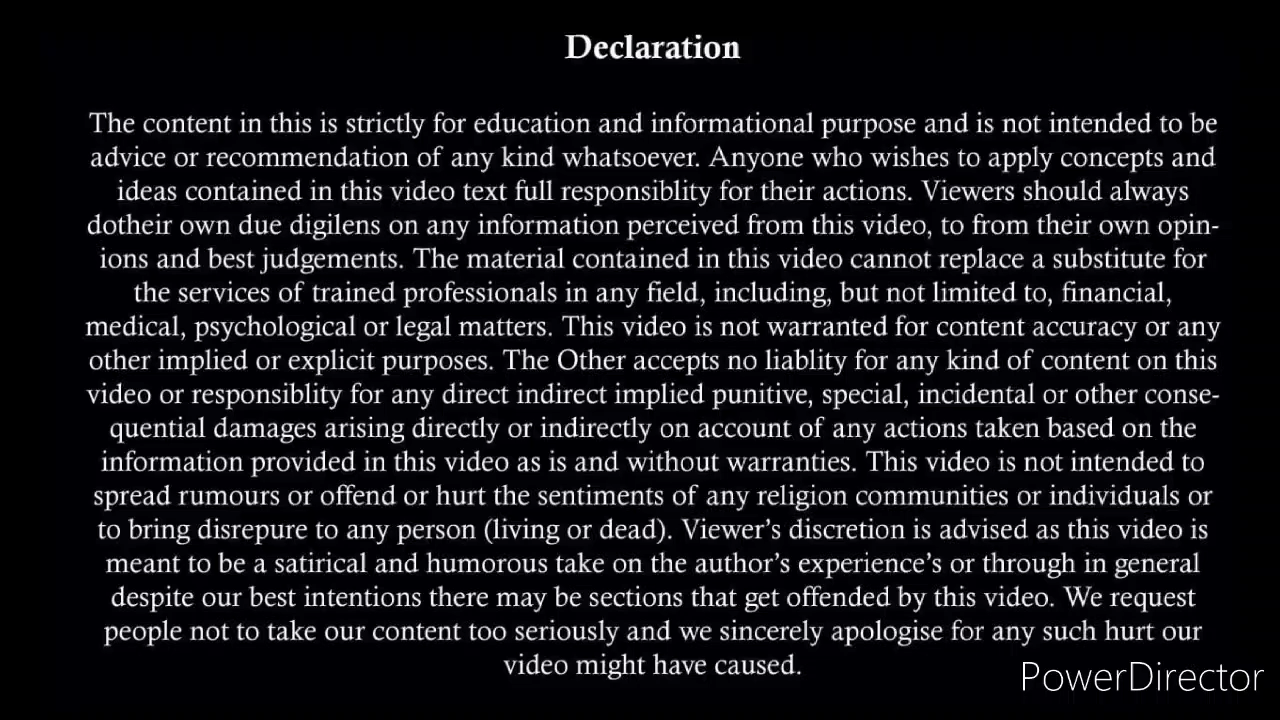 Declaration
The content in this is strictly for education and informational purpose and is not intended to be
advice or recommendation of any kind whatsoever. Anyone who wishes to apply concepts and
ideas contained in this video text full responsiblity for their actions. Viewers should always
dotheir own due digilens on any information perceived from this video, to from their own opin-
ions and best judgements. The material contained in this video cannot replace a substitute for
the services of trained professionals in any field, including, but not limited to, financial,
medical, psychological or legal matters. This video is not warranted for content accuracy or any
other implied or explicit purposes. The Other accepts no liablity for any kind of content on this
video or responsiblity for any direct indirect implied punitive, special, incidental or other conse-
quential damages arising directly or indirectly on account of any actions taken based on the
information provided in this video as is and without warranties. This video is not intended to
spread rumours or offend or hurt the sentiments of any religion communities or individuals or
to bring disrepure to any person (living or dead). Viewer’s discretion is advised as this video is
meant to be a satirical and humorous take on the author’s experience’s or through in general
despite our best intentions there may be sections that get offended by this video. We request
people not to take our content too seriously and we sincerely apologise for any such hurt our
video might have caused.
PowerDirector